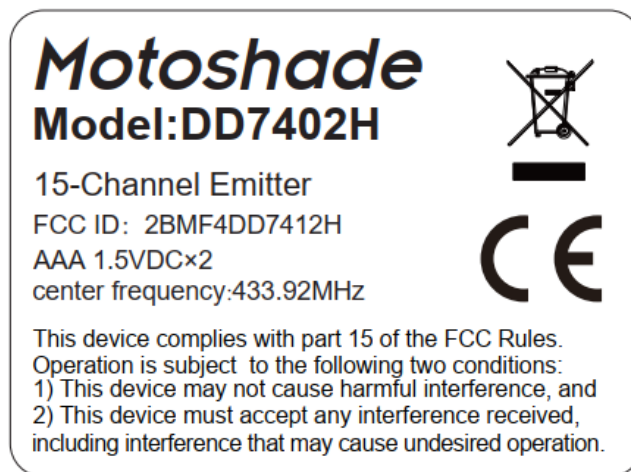 Motoshade
Model:DD7402H
15-Channel Emitter
FCC ID: 2BMF4DD7412H
AAA 1.5VDC×2
center frequency:433.92MHz
CE
This device complies with part 15 of the FCC Rules.
Operation is subject to the following two conditions:
1) This device may not cause harmful interference, and
2) This device must accept any interference received,
including interference that may cause undesired operation.